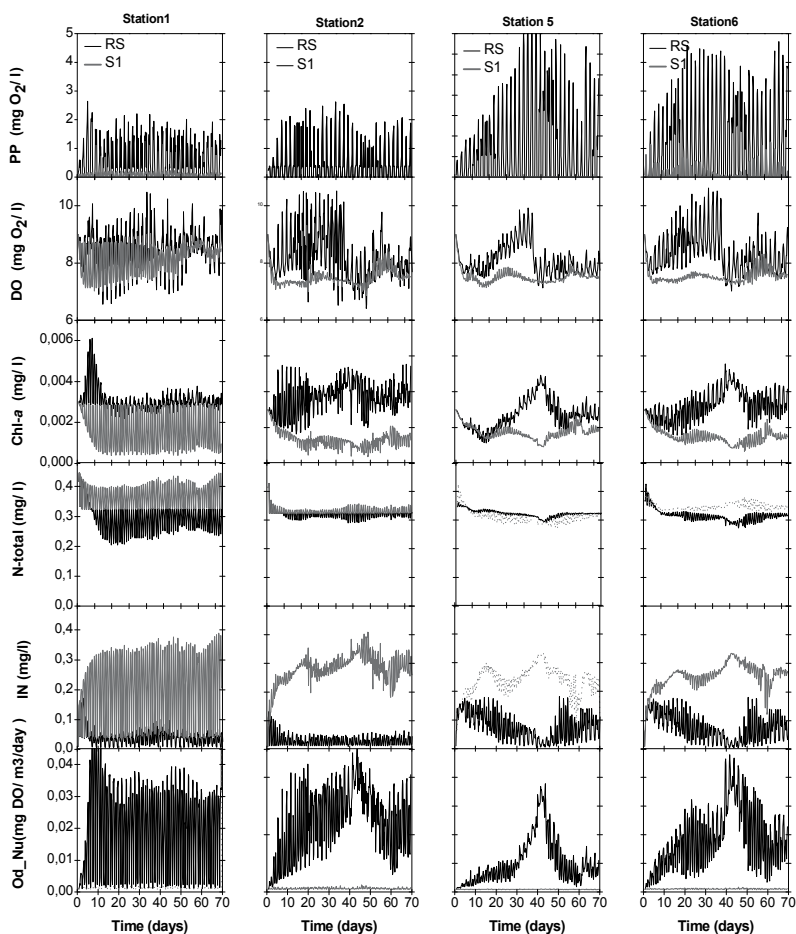 Station1 Station2 Station 5 Station6
PP (mg O2/ l)
5
4
3
2
1
0
RS
S1
RS
S1
RS
S1
RS
S1
DO (mg O2/ l)
10
8
6
10
8
6
Chl-a (mg/ l)
0,006
0,004
0,002
0,000
N-total (mg/ l)
0,4
0,3
0,2
0,1
0,0
IN (mg/l)
0,4
0,3
0,2
0,1
0,0
Od_Nu(mg DO/ m3/day )
0,04
0,03
0,02
0,01
0,00
0 10 20 30 40 50 60 70
0 10 20 30 40 50 60 70
0 10 20 30 40 50 60 70
0 10 20 30 40 50 60 70
Time (days) Time (days) Time (days) Time (days)